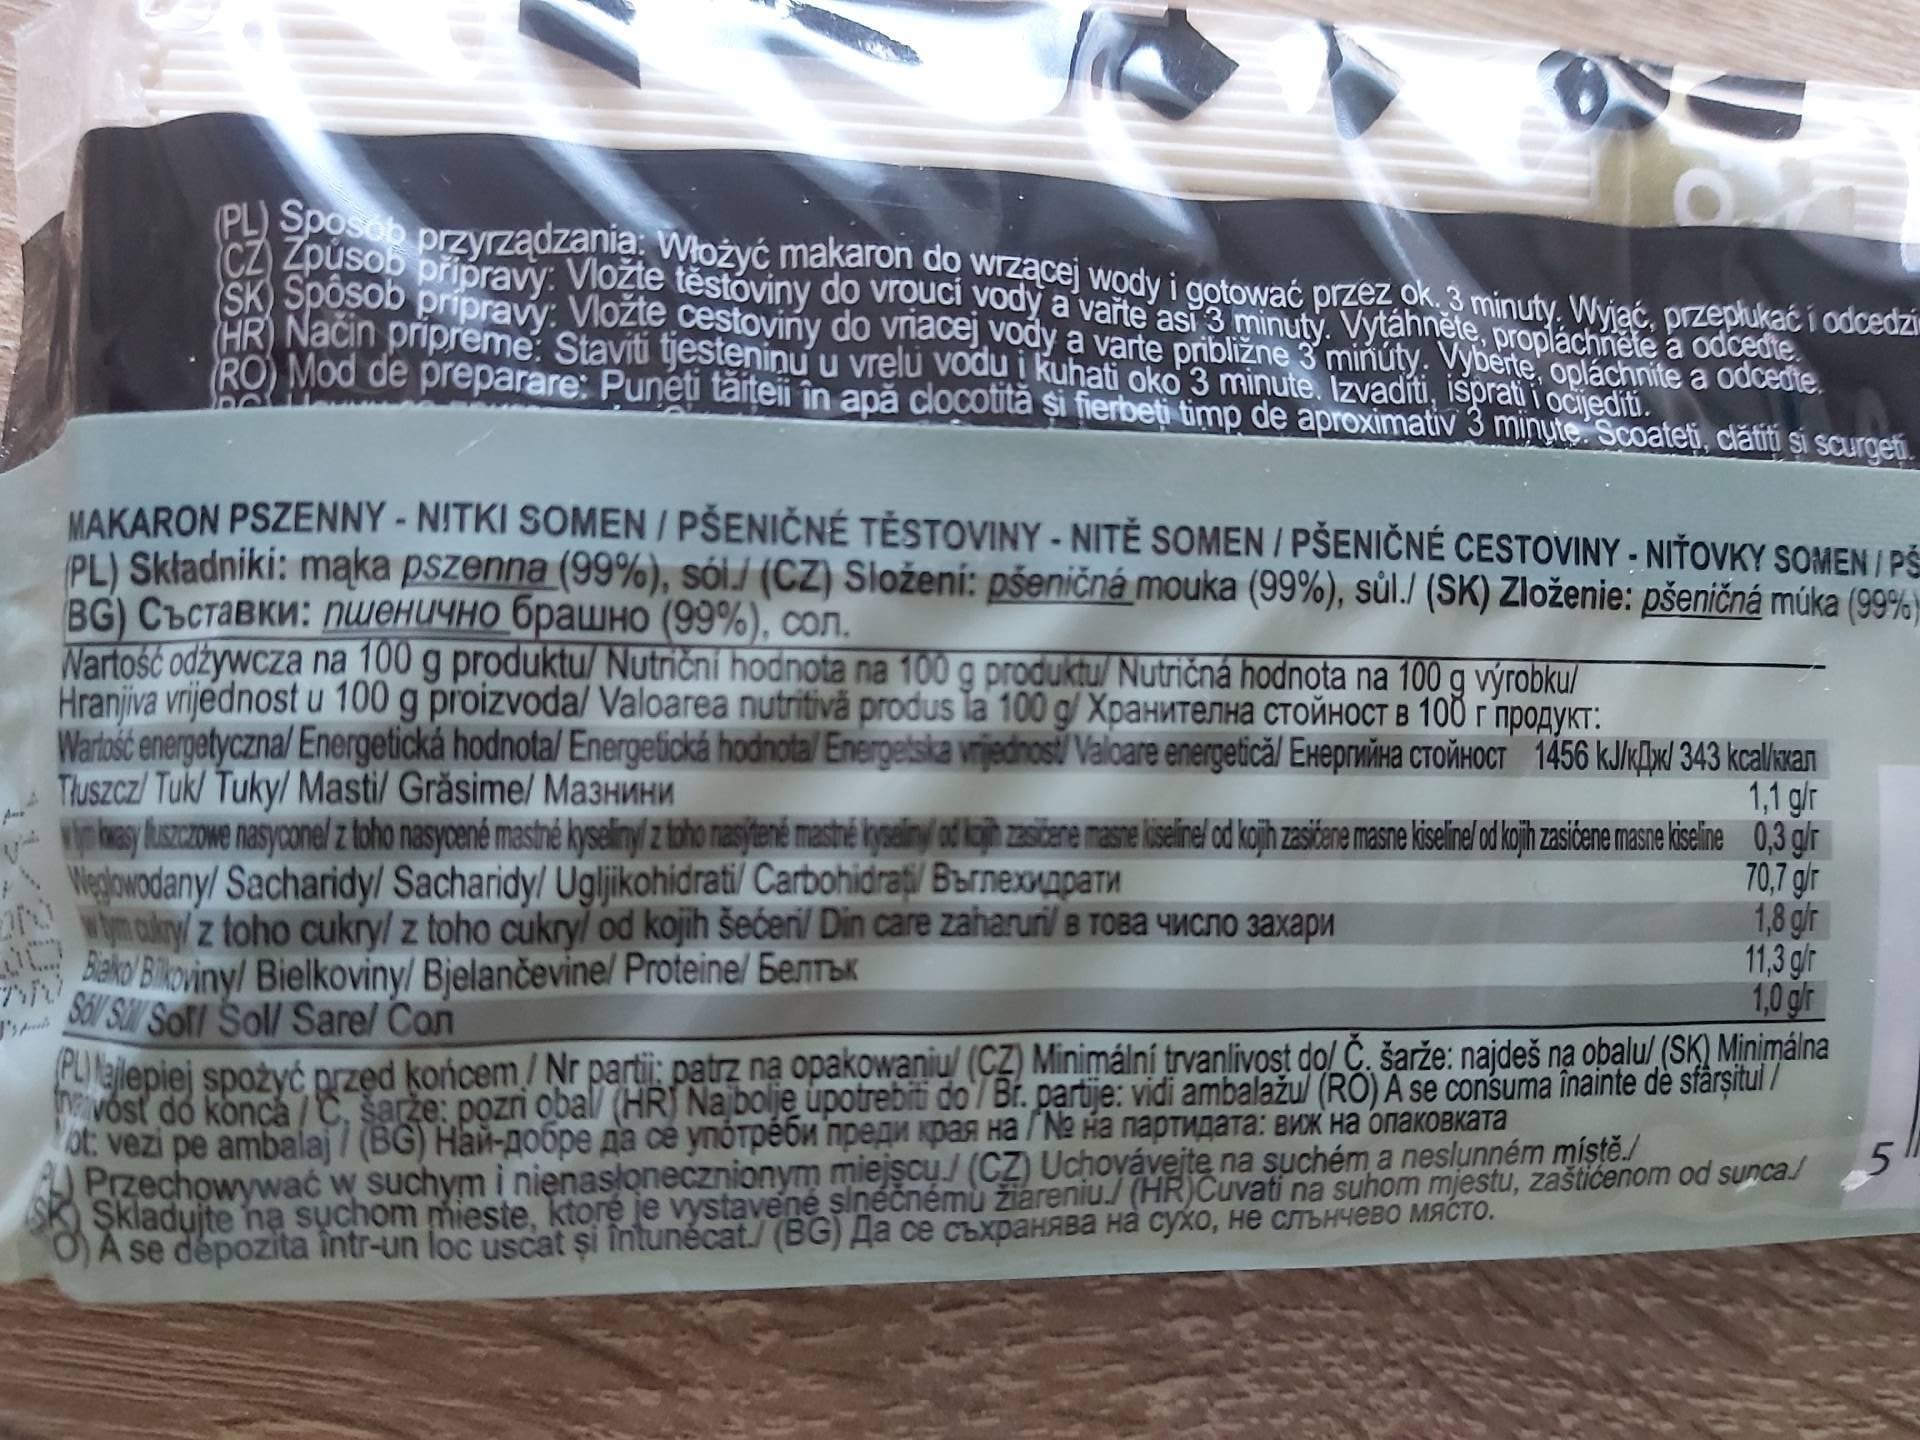 (PL) Sposób przyrządzania: Włożyć makaron do wrzącej wody i gotować przez ok. 3 minuty. Wyjąć, przepłukać i
(CZ) Způsob přípravy: Vložte těstoviny do vroucí vody a vařte asi 3 minuty. Vytáhněte, propláchněte a odceďte.
(SK) Spôsob prípravy: Vložte cestoviny do vriacej vody a varte približne 3 minúty. Vyberte, opláchnite a odceďte.
(HR) Način pripreme: Staviti tjesteninu u vrelu vodu i kuhati oko 3 minute. Izvaditi, isprati i ocijediti.
(RO) Mod de preparare: Puneți tăițeii în apă clocotită și fierbeți timp de aproximativ 3 minute. Scoateți, clătiți și scurgeți.
MAKARON PSZENNY - NITKI SOMEN / PŠENIČNÉ TĚSTOVINY - NITĚ SOMEN / PŠENIČNÉ CESTOVINY - NIŤOVKY SOMEN / PŠ
(PL) Składniki: mąka pszenna (99%), sól./ (CZ) Složení: pšeničná mouka (99%), sůl./ (SK) Zloženie: pšeničná múka (99%)
BG) Съставки: пшенично брашно (99%), сол.
Wartość odżywcza na 100 g produktu/ Nutriční hodnota na 100 g produktu/ Nutričná hodnota na 100 g výrobku/
Hranjiva vrijednost u 100 g proizvoda/ Valoarea nutritivă produs la 100 g/ Хранителна стойност в 100 г продукт:
Wartość energetyczna/ Energetická hodnota/ Energetická hodnota/ Energetska vrijednost/ Valoare energetică/ Енергийна стойност 1456 kJ/кДж/ 343 kcal/ккал
Tłuszcz/ Tuk/ Tuky/ Masti/ Grăsime/ Мазнини 1,1 g/г
w tym kwasy tłuszczowe nasycone/ z toho nasycené mastné kyseliny/ z toho nasýtené mastné kyseliny/ od kojih zasićene masne kiseline/ od kojih zasićene masne kiseline/ od kojih zasićene masne kiseline 0,3 g/г
Węglowodany/ Sacharidy/ Sacharidy/ Ugljikohidrati/ Carbohidrați/ Въглехидрати 70,7 g/г
w tym cukry/ z toho cukry/ z toho cukry/ od kojih šećeri/ Din care zaharuri/ в това число захари 1,8 g/г
Białko/ Bílkoviny/ Bielkoviny/ Bjelančevine/ Proteine/ Белтък 11,3 g/г
Sól/ Sůl/ Soľ/ Sol/ Sare/ Сол 1,0 g/г
(PL) Najlepiej spożyć przed końcem / Nr partii: patrz na opakowaniu/ (CZ) Minimální trvanlivost do/ Č. šarže: najdeš na obalu/ (SK) Minimálna
trvanvosť do konca / Č. šarže: pozri obal/ (HR) Najbolje upotrebiti do / Br. partije: vidi ambalažu/ (RO) A se consuma înainte de sfârșitul /
lot: vezi pe ambalaj / (BG) Най-добре да се употреби преди края на / № на партидата: виж на опаковката
PL) Przechowywać w suchym i nienasłonecznionym miejscu./ (CZ) Uchovávejte na suchém a neslunném místě./
(SK) Skladujte na suchom mieste, ktoré je vystavéné slnečnému žiareniu./ (HR)Čuvati na suhom mjestu, zaštićenom od sunca./
O) A se depozita într-un loc uscat și întunecat./ (BG) Да се съхранява на сухо, не слънчево място.
5